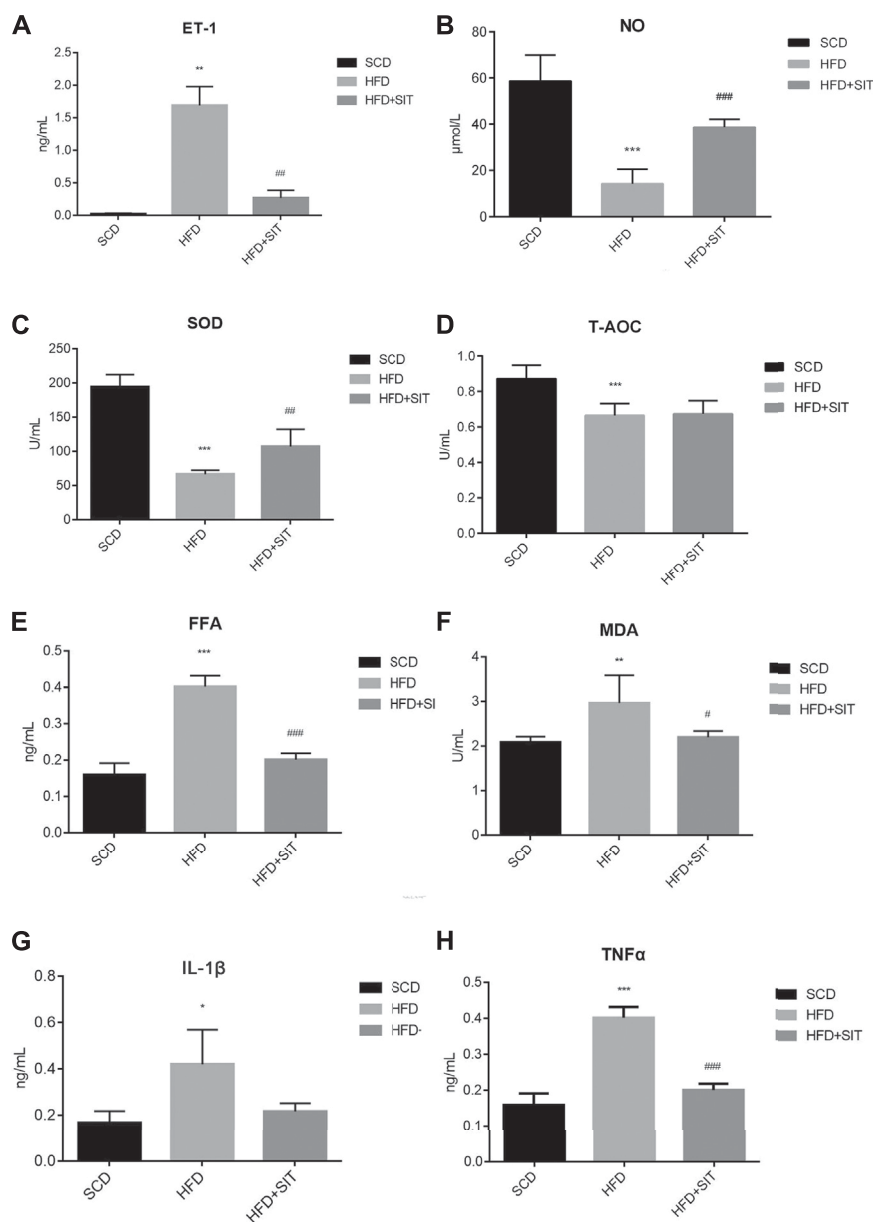 A
ET-1
2.5
2.0
1.5
1.0
0.5
0.0
ng/mL
**
##
SCD
HFD
HFD+SIT
SCD
HFD
HFD+SIT
B
NO
80
60
40
20
0
μmol/L
***
###
SCD
HFD
HFD+SIT
SCD
HFD
HFD+SIT
C
SOD
250
200
150
100
50
0
U/mL
***
##
SCD
HFD
HFD+SIT
SCD
HFD
HFD+SIT
D
T-AOC
1.0
0.8
0.6
0.4
0.2
0.0
U/mL
***
SCD
HFD
HFD+SIT
SCD
HFD
HFD+SIT
E
FFA
0.5
0.4
0.3
0.2
0.1
0.0
ng/mL
***
###
SCD
HFD
HFD+SI
SCD
HFD
HFD+SIT
F
MDA
4
3
2
1
0
U/mL
**
#
SCD
HFD
HFD+SIT
SCD
HFD
HFD+SIT
G
IL-1β
0.8
0.6
0.4
0.2
0.0
ng/mL
*
SCD
HFD
HFD-
SCD
HFD
HFD+SIT
H
TNFα
0.5
0.4
0.3
0.2
0.1
0.0
ng/mL
***
###
SCD
HFD
HFD+SIT
SCD
HFD
HFD+SIT